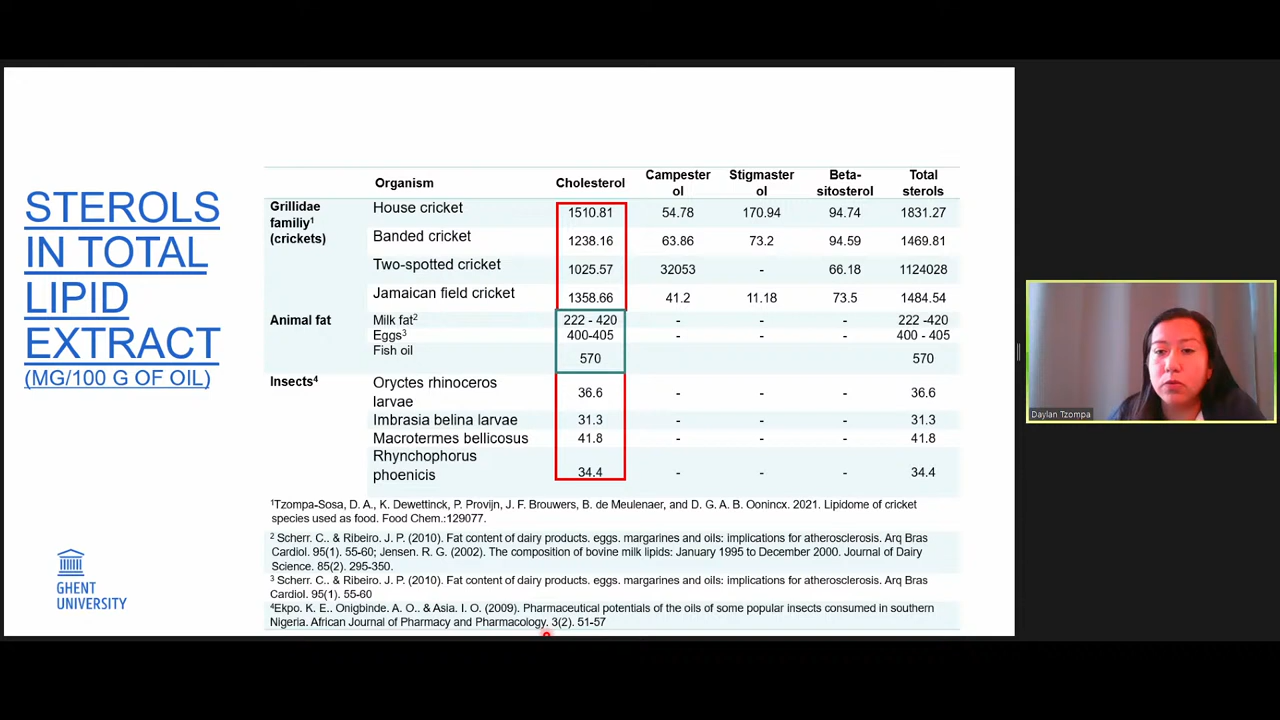 STEROLS
IN TOTAL
LIPID
EXTRACT
(MG/100 G OF OIL)
GHENT
UNIVERSITY
Organism Cholesterol Campester ol Stigmaster ol Beta- sitosterol Total sterols
Grillidae familiy¹ (crickets)
House cricket 1510.81 54.78 170.94 94.74 1831.27
Banded cricket 1238.16 63.86 73.2 94.59 1469.81
Two-spotted cricket 1025.57 32053 - 66.18 1124028
Jamaican field cricket 1358.66 41.2 11.18 73.5 1484.54
Animal fat Milk fat² 222 - 420 - - - 222 -420
Eggs³ 400-405 - - - 400 - 405
Fish oil 570 570
Insects⁴ Oryctes rhinoceros larvae 36.6 - - - 36.6
Imbrasia belina larvae 31.3 - - - 31.3
Macrotermes bellicosus 41.8 - - - 41.8
Rhynchophorus phoenicis 34.4 - - - 34.4
¹Tzompa-Sosa, D. A., K. Dewettinck, P. Provijn, J. F. Brouwers, B. de Meulenaer, and D. G. A. B. Oonincx. 2021. Lipidome of cricket
species used as food. Food Chem.:129077.
² Scherr. C.. & Ribeiro. J. P. (2010). Fat content of dairy products. eggs. margarines and oils: implications for atherosclerosis. Arq Bras
Cardiol. 95(1). 55-60; Jensen. R. G. (2002). The composition of bovine milk lipids: January 1995 to December 2000. Journal of Dairy
Science. 85(2). 295-350.
³ Scherr. C.. & Ribeiro. J. P. (2010). Fat content of dairy products. eggs. margarines and oils: implications for atherosclerosis. Arq Bras
Cardiol. 95(1). 55-60
⁴Ekpo. K. E.. Onigbinde. A. O.. & Asia. I. O. (2009). Pharmaceutical potentials of the oils of some popular insects consumed in southern
Nigeria. African Journal of Pharmacy and Pharmacology. 3(2). 51-57
Daylan Tzompa